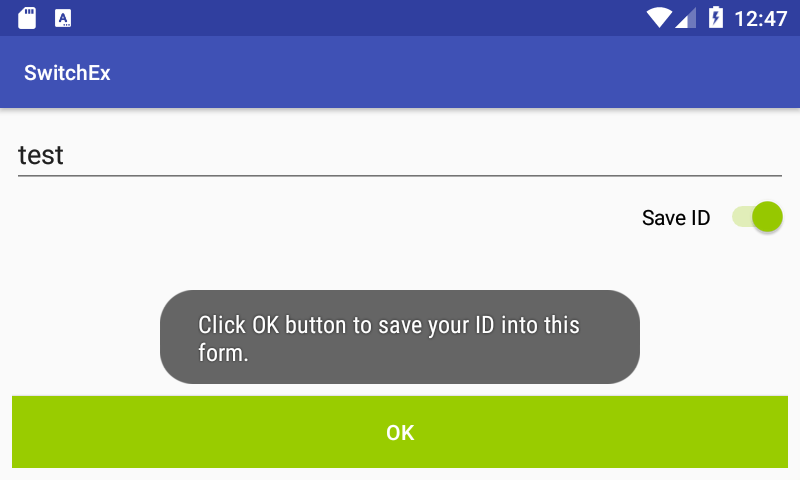 12:47
SwitchEx
test
Save ID
Click OK button to save your ID into this
form.
OK